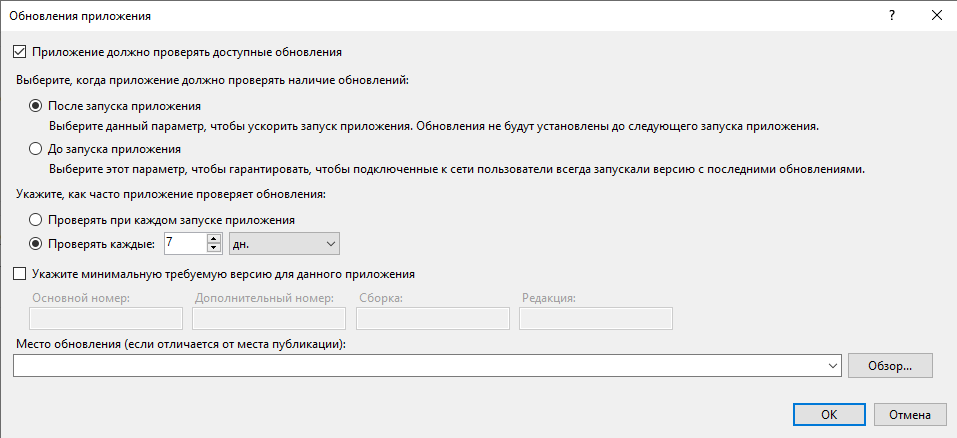 Обновления приложения
Приложение должно проверять доступные обновления
Выберите, когда приложение должно проверять наличие обновлений:
После запуска приложения
Выберите данный параметр, чтобы ускорить запуск приложения. Обновления не будут установлены до следующего запуска приложения.
До запуска приложения
Выберите этот параметр, чтобы гарантировать, чтобы подключенные к сети пользователи всегда запускали версию с последними обновлениями.
Укажите, как часто приложение проверяет обновления:
Проверять при каждом запуске приложения
Проверять каждые: 7 дн.
Укажите минимальную требуемую версию для данного приложения
Основной номер: Дополнительный номер: Сборка: Редакция:
Место обновления (если отличается от места публикации):
Обзор...
OK Отмена